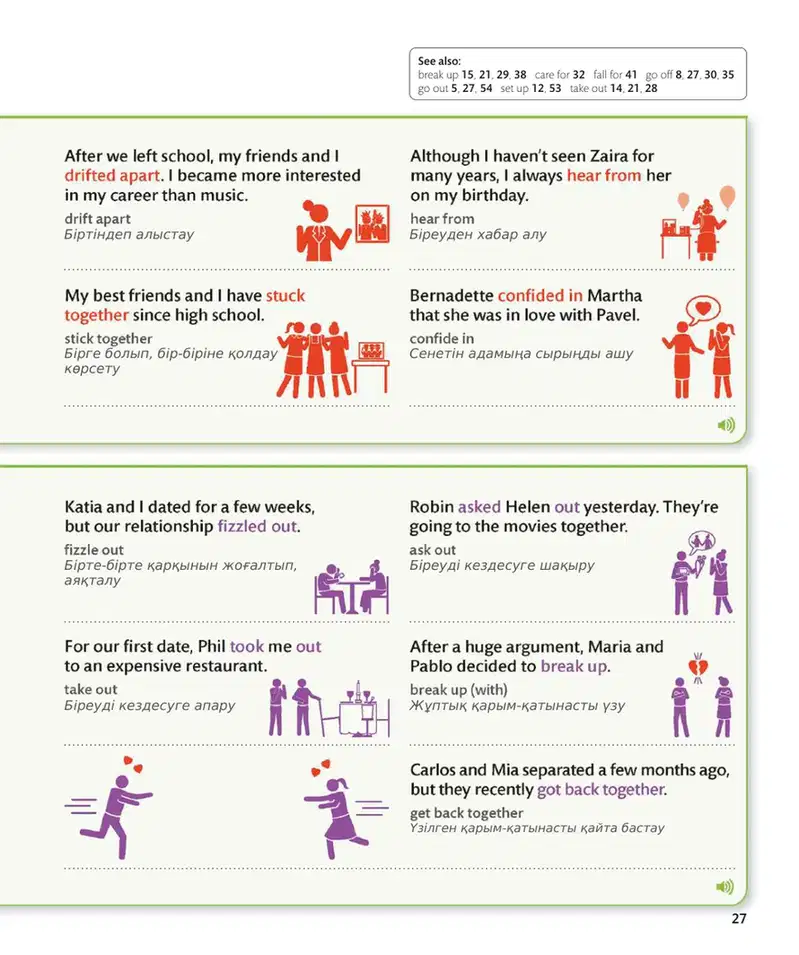 See also:
break up 15, 21, 29, 38 care for 32 fall for 41 go off 8, 27, 30, 35
go out 5, 27, 54 set up 12, 53 take out 14, 21, 28
After we left school, my friends and I
drifted apart. I became more interested
in my career than music.
drift apart
Біртіндеп алыстау
Although I haven't seen Zaira for
many years, I always hear from her
on my birthday.
hear from
Біреуден хабар алу
My best friends and I have stuck
together since high school.
stick together
Бірге болып, бір-біріне қолдау
көрсету
Bernadette confided in Martha
that she was in love with Pavel.
confide in
Сенетін адамыңа сырыңды ашу
Katia and I dated for a few weeks,
but our relationship fizzled out.
fizzle out
Бірте-бірте қарқынын жоғалтып,
аяқталу
Robin asked Helen out yesterday. They're
going to the movies together.
ask out
Біреуді кездесуге шақыру
For our first date, Phil took me out
to an expensive restaurant.
take out
Біреуді кездесуге апару
After a huge argument, Maria and
Pablo decided to break up.
break up (with)
Жұптық қарым-қатынасты үзу
Carlos and Mia separated a few months ago,
but they recently got back together.
get back together
Үзілген қарым-қатынасты қайта бастау
27